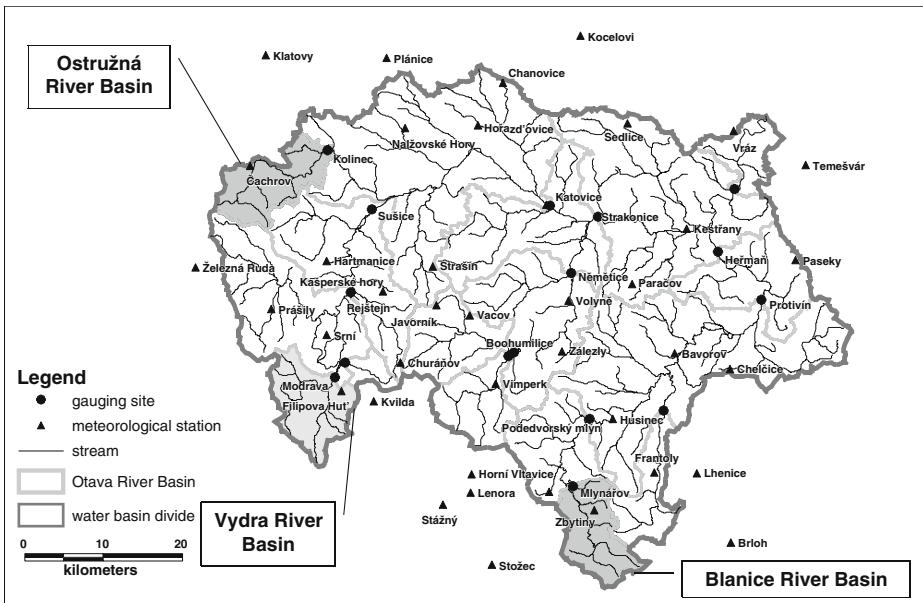 Kocelovi
Klatovy
Plánice
Ostružná
River Basin
Chanovice
Hořazďovice
Sedlice
Vráz
Nalžovské Hory
Kolinec
Temešvár
Čachrov
Katovice
Sušice
Strakonice
Kestřany
Železná Ruda
Hartmanice
Strašín
Heřmaň
Paseky
Kašperské hory
Němětice
Paračov
Rejštejn
Volyně
Protivín
Prášily
Javorník
Vacov
Srní
Boohumilice
Zálezly
Bavorov
Churáňov
Chelčice
Legend
Modrava
Vimperk
gauging site
Filipova Huť
Kvilda
meteorological station
Podedvorský mlýn
Husinec
stream
Frantoly
Otava River Basin
Horní Vltavice
Lhenice
Lenora
Mlynářov
water basin divide
Vydra River
Basin
Stážný
Zbytiny
0 10 20
kilometers
Brloh
Stožec
Blanice River Basin